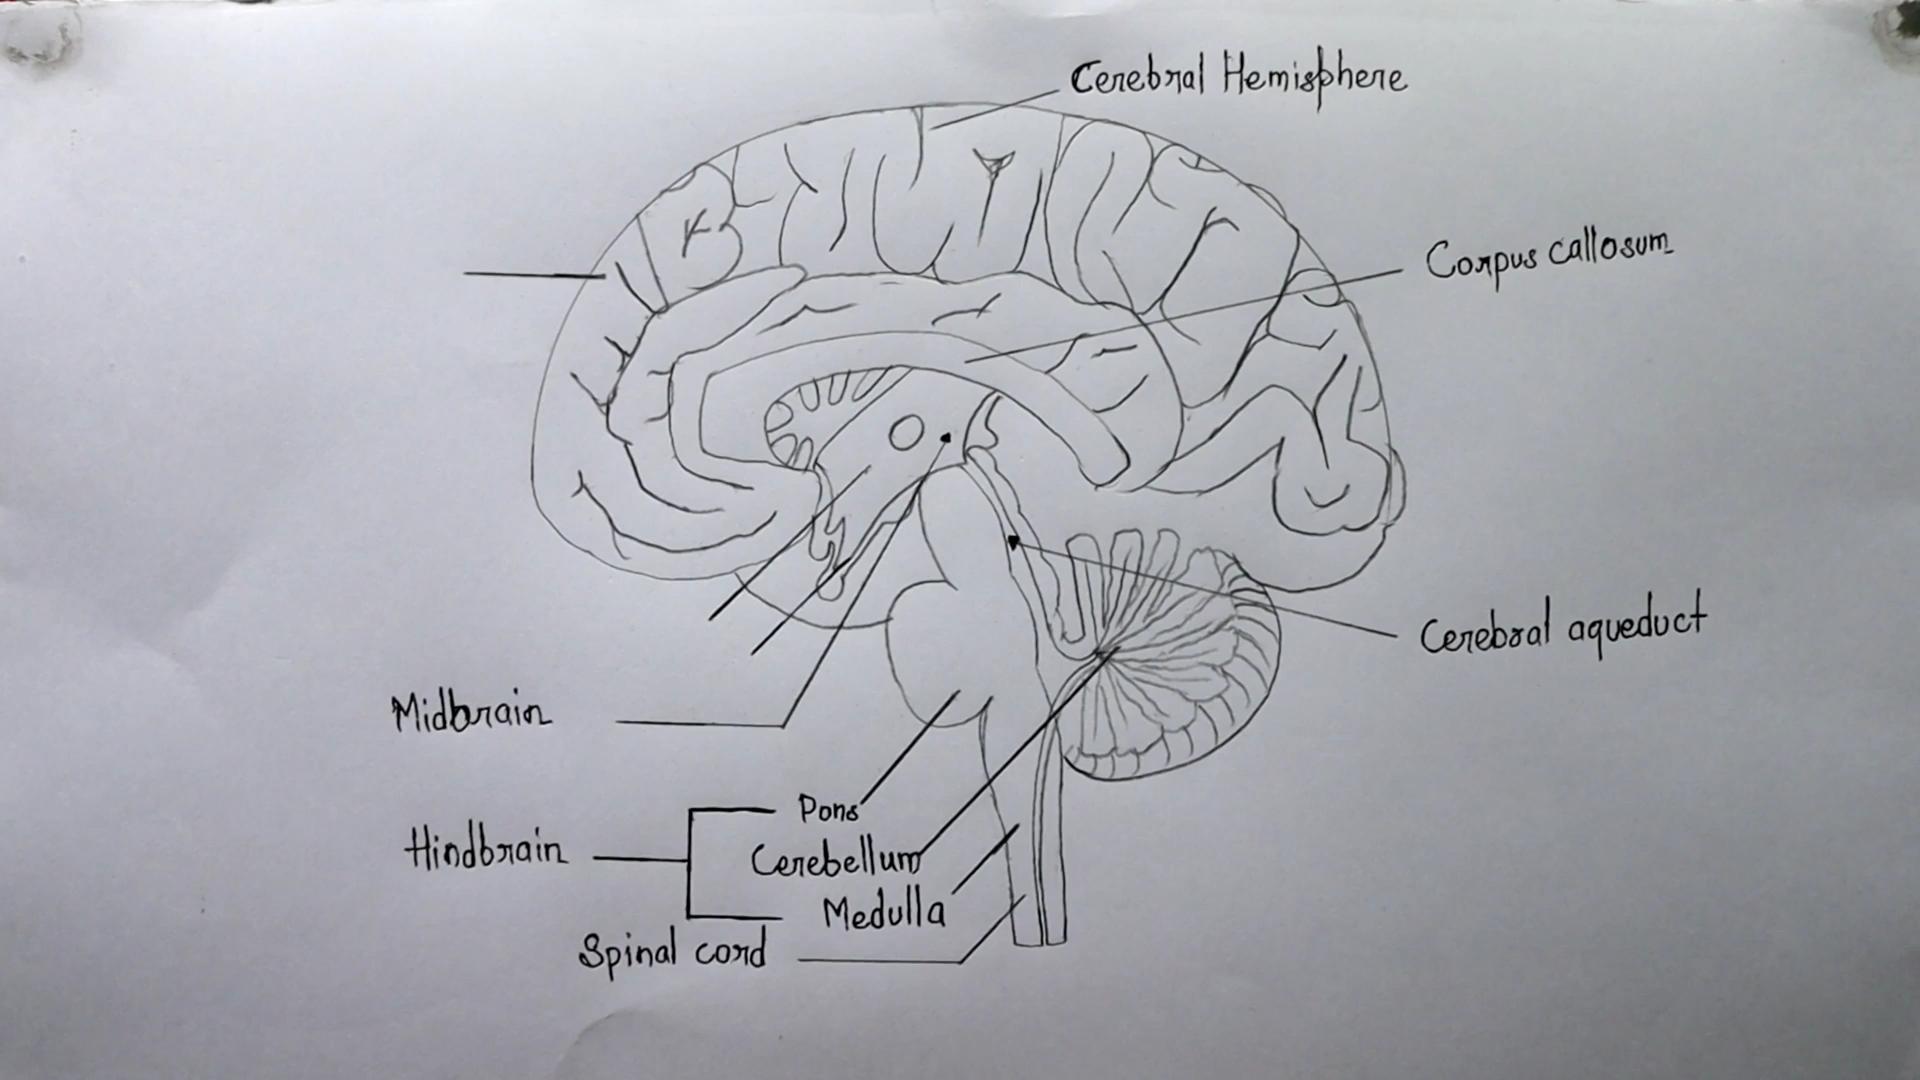 Cerebral Hemisphere
Corpus callosum
Cerebral aqueduct
Midbrain
Hindbrain
Pons
Cerebellum
Medulla
Spinal cord